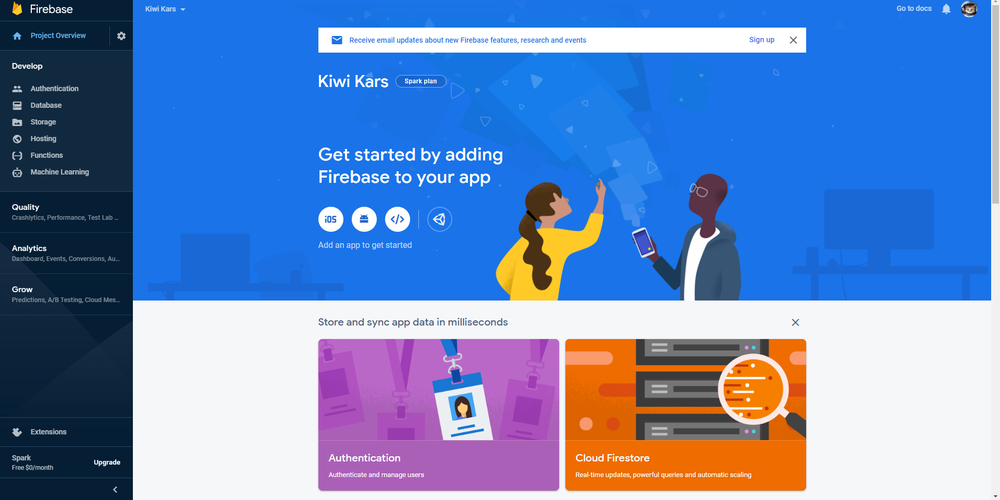 Firebase
Project Overview
Develop
Authentication
Database
Storage
Hosting
Functions
Machine Learning
Quality
Crashlytics, Performance, Test Lab ...
Analytics
Dashboard, Events, Conversions, Au...
Grow
Predictions, A/B Testing, Cloud Mes...
Extensions
Spark
Free $0/month
Upgrade
Kiwi Kars
Go to docs
Receive email updates about new Firebase features, research and events
Sign up
Kiwi Kars
Spark plan
Get started by adding
Firebase to your app
iOS
Add an app to get started
Store and sync app data in milliseconds
Authentication
Authenticate and manage users
Cloud Firestore
Real-time updates, powerful queries and automatic scaling